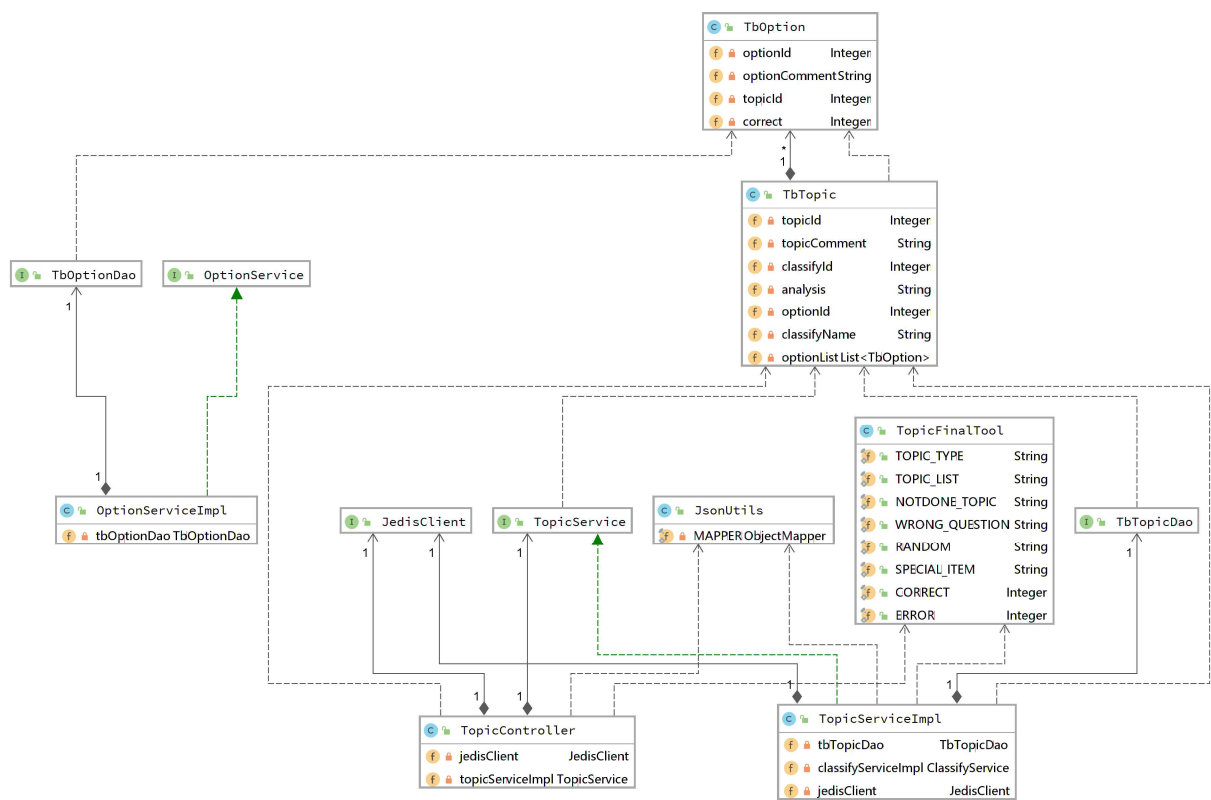 TbOption
optionId Integer
optionComment String
topicId Integer
correct Integer
*
1
TbTopic
topicId Integer
topicComment String
classifyId Integer
analysis String
optionId Integer
classifyName String
optionList List<TbOption>
I TbOptionDao
I OptionService
1
1
C OptionServiceImpl
f tbOptionDao TbOptionDao
I JedisClient
I TopicService
C JsonUtils
f MAPPER ObjectMapper
C TopicFinalTool
f TOPIC_TYPE String
f TOPIC_LIST String
f NOTDONE_TOPIC String
f WRONG_QUESTION String
f RANDOM String
f SPECIAL_ITEM String
f CORRECT Integer
f ERROR Integer
I TbTopicDao
1 1 1 1
1 1 1 1
C TopicController
f jedisClient JedisClient
f topicServiceImpl TopicService
C TopicServiceImpl
f tbTopicDao TbTopicDao
f classifyServiceImpl ClassifyService
f jedisClient JedisClient